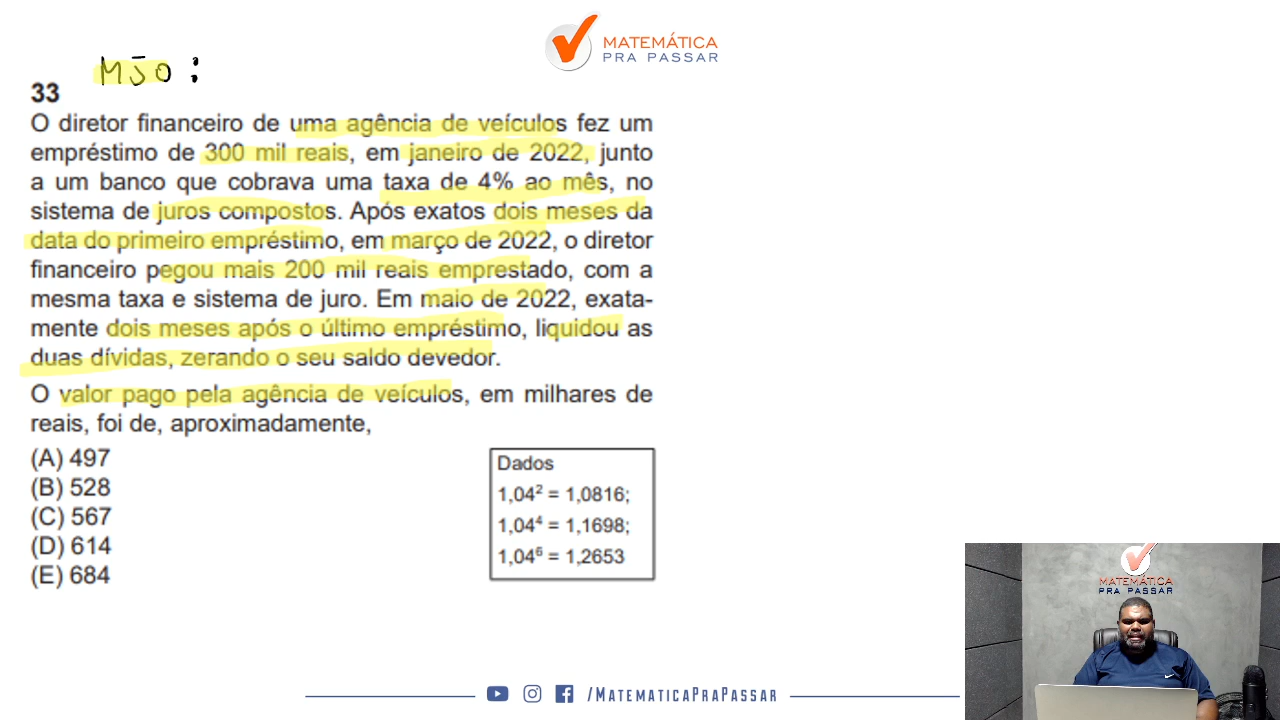 MATEMÁTICA
PRA PASSAR
MJO :
33
O diretor financeiro de uma agência de veículos fez um
empréstimo de 300 mil reais, em janeiro de 2022, junto
a um banco que cobrava uma taxa de 4% ao mês, no
sistema de juros compostos. Após exatos dois meses da
data do primeiro empréstimo, em março de 2022, o diretor
financeiro pegou mais 200 mil reais emprestado, com a
mesma taxa e sistema de juro. Em maio de 2022, exata-
mente dois meses após o último empréstimo, liquidou as
duas dívidas, zerando o seu saldo devedor.
O valor pago pela agência de veículos, em milhares de
reais, foi de, aproximadamente,
(A) 497
(B) 528
(C) 567
(D) 614
(E) 684
Dados
1,04² = 1,0816;
1,04⁴ = 1,1698;
1,04⁶ = 1,2653
MATEMÁTICA
PRA PASSAR
/MATEMATICAPRAPASSAR